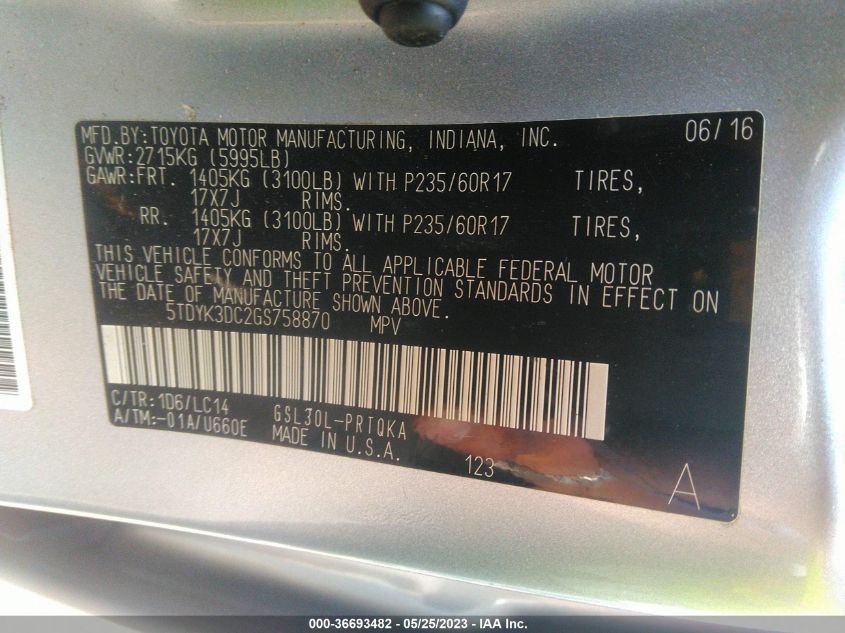 MFD.BY:TOYOTA MOTOR MANUFACTURING, INDIANA, INC. 06/16
GVWR:2715KG (5995LB)
GAWR:FRT. 1405KG (3100LB) WITH P235/60R17 TIRES,
17X7J RIMS.
RR. 1405KG (3100LB) WITH P235/60R17 TIRES,
17X7J RIMS.
THIS VEHICLE CONFORMS TO ALL APPLICABLE FEDERAL MOTOR
VEHICLE SAFETY AND THEFT PREVENTION STANDARDS IN EFFECT ON
THE DATE OF MANUFACTURE SHOWN ABOVE.
5TDYK3DC2GS758870 MPV
C/TR:1D6/LC14 GSL30L-PRTQKA
A/TM:-01A/U660E MADE IN U.S.A.
123 A
000-36693482 - 05/25/2023 - IAAI.COM